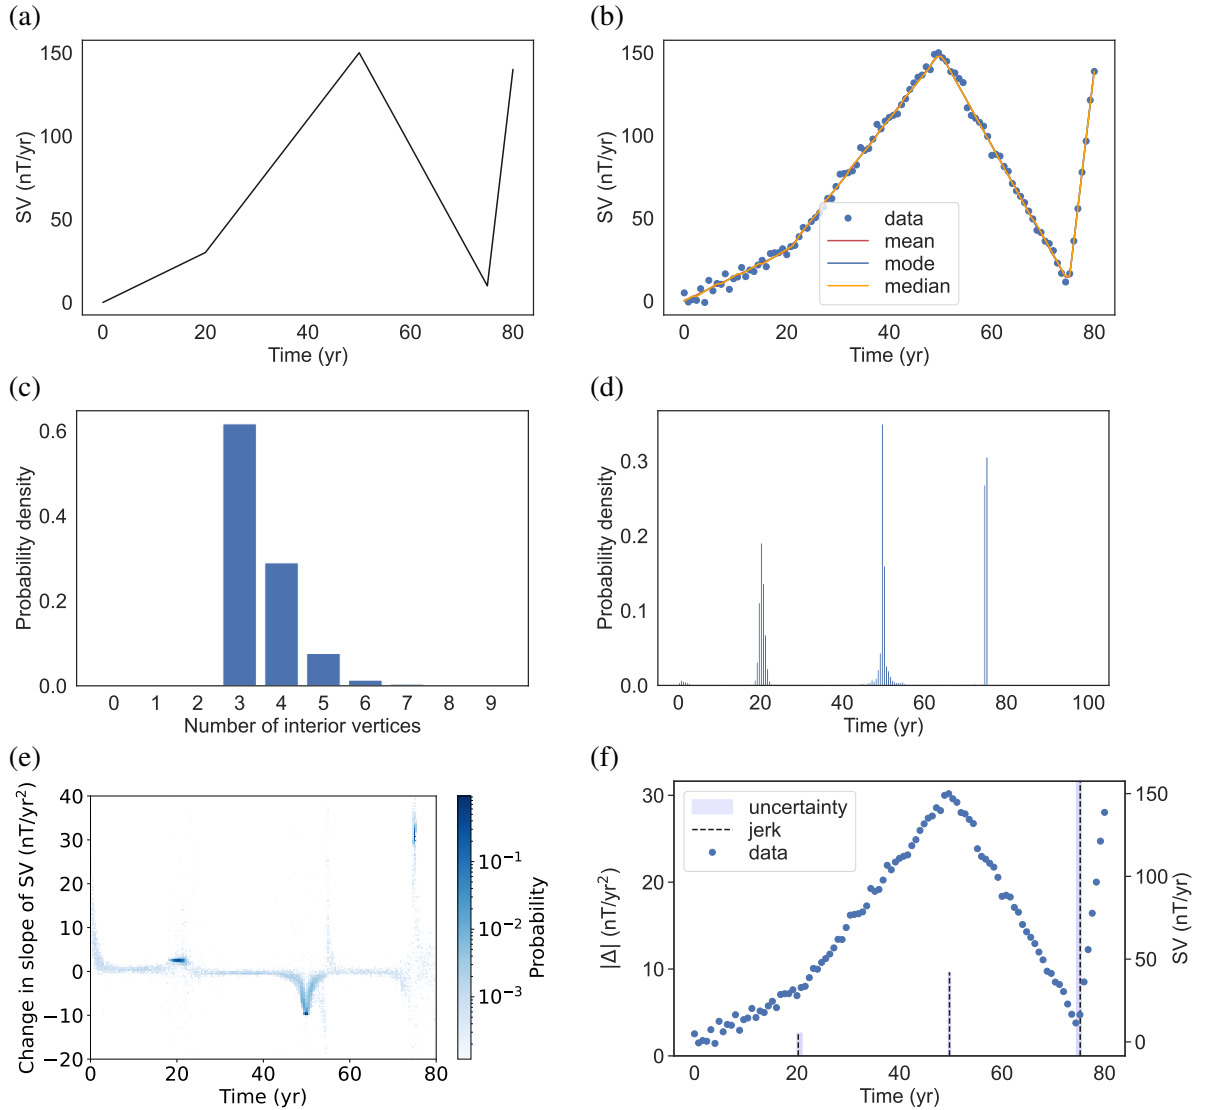 (a)
150
100
50
0
SV (nT/yr)
0 20 40 60 80
Time (yr)
(b)
150
100
50
0
SV (nT/yr)
data
mean
mode
median
0 20 40 60 80
Time (yr)
(c)
0.6
0.4
0.2
0.0
Probability density
0 1 2 3 4 5 6 7 8 9
Number of interior vertices
(d)
0.3
0.2
0.1
0.0
Probability density
0 20 40 60 80 100
Time (yr)
(e)
40
30
20
10
0
−10
−20
Change in slope of SV (nT/yr²)
0 20 40 60 80
Time (yr)
10⁻¹
10⁻²
10⁻³
Probability
(f)
30
20
10
0
|Δ| (nT/yr²)
uncertainty
jerk
data
150
100
50
0
SV (nT/yr)
0 20 40 60 80
Time (yr)